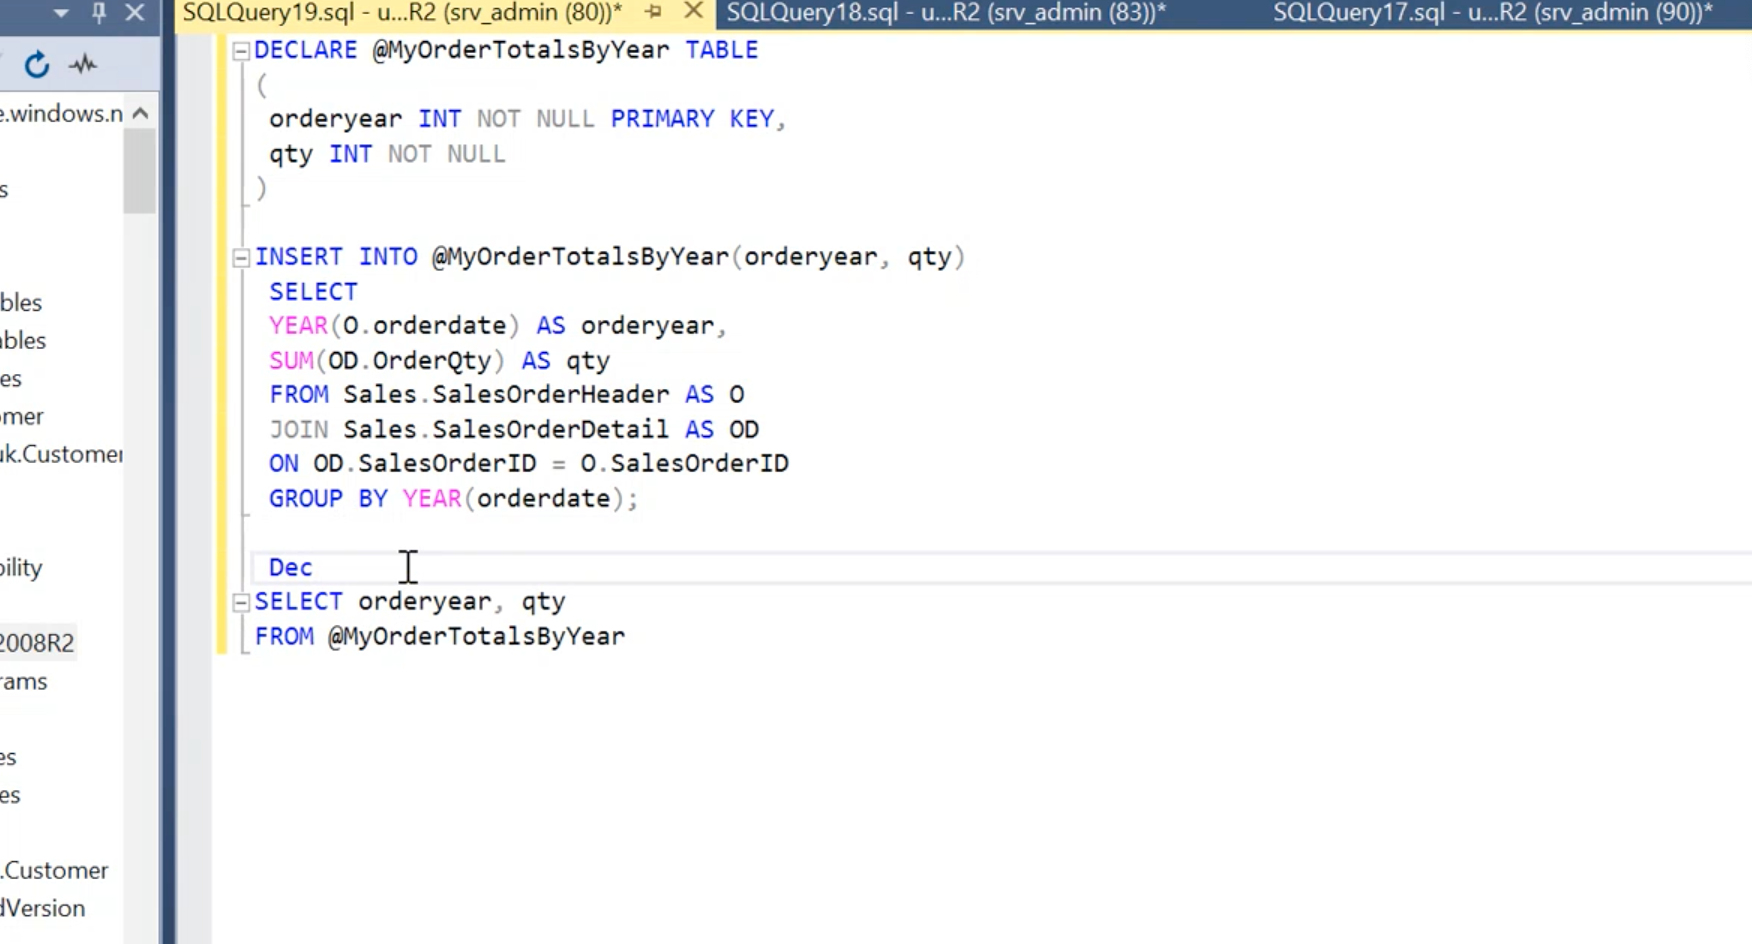 SQLQuery19.sql - u...R2 (srv_admin (80))*
SQLQuery18.sql - u...R2 (srv_admin (83))*
SQLQuery17.sql - u...R2 (srv_admin (90))*
e.windows.n
s
bles
ables
es
omer
uk.Customer
bility
2008R2
rams
es
es
.Customer
dVersion
DECLARE @MyOrderTotalsByYear TABLE
(
orderyear INT NOT NULL PRIMARY KEY,
qty INT NOT NULL
)
INSERT INTO @MyOrderTotalsByYear(orderyear, qty)
SELECT
YEAR(O.orderdate) AS orderyear,
SUM(OD.OrderQty) AS qty
FROM Sales.SalesOrderHeader AS O
JOIN Sales.SalesOrderDetail AS OD
ON OD.SalesOrderID = O.SalesOrderID
GROUP BY YEAR(orderdate);
Dec
SELECT orderyear, qty
FROM @MyOrderTotalsByYear